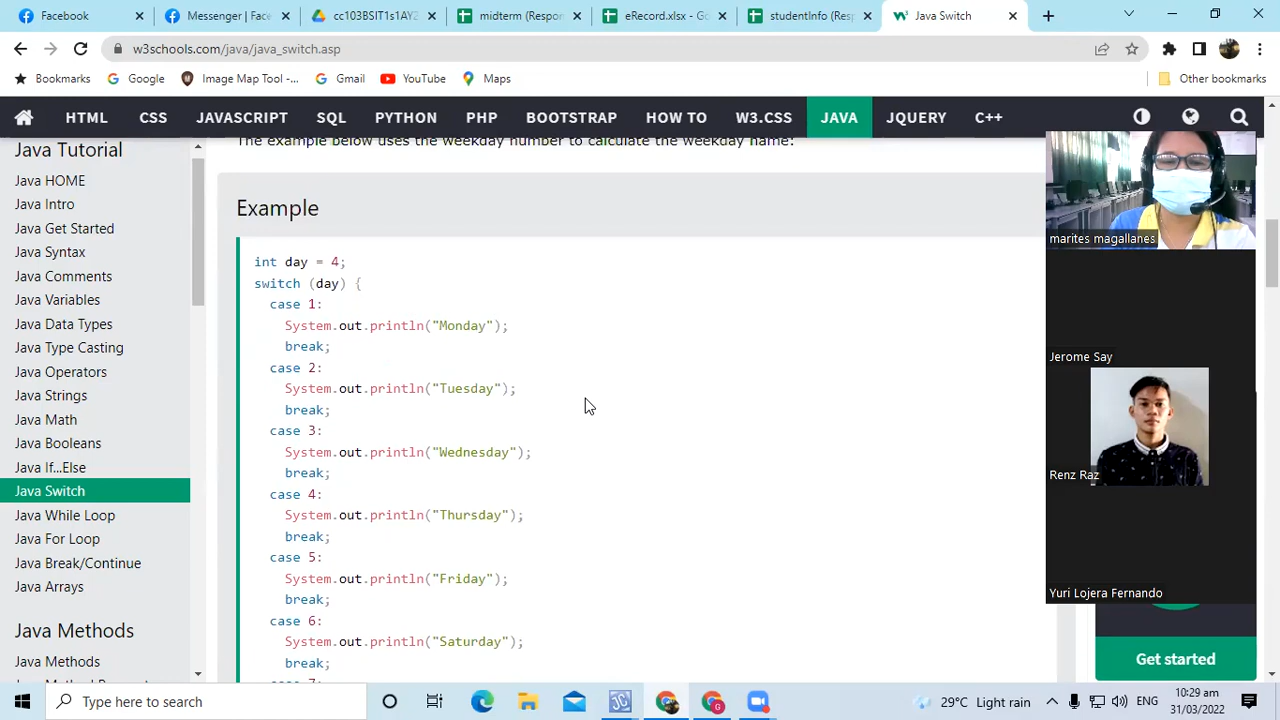 Facebook
Messenger | Face
cc103BSIT1s1AY2
midterm (Respon
eRecord.xlsx - Go
studentInfo (Resp
Java Switch
w3schools.com/java/java_switch.asp
Bookmarks
Google
Image Map Tool -...
Gmail
YouTube
Maps
Other bookmarks
HTML
CSS
JAVASCRIPT
SQL
PYTHON
PHP
BOOTSTRAP
HOW TO
W3.CSS
JAVA
JQUERY
C++
Java Tutorial
Java HOME
Java Intro
Java Get Started
Java Syntax
Java Comments
Java Variables
Java Data Types
Java Type Casting
Java Operators
Java Strings
Java Math
Java Booleans
Java If...Else
Java Switch
Java While Loop
Java For Loop
Java Break/Continue
Java Arrays
Java Methods
Java Methods
The example below uses the weekday number to calculate the weekday name:
Example
int day = 4;
switch (day) {
case 1:
System.out.println("Monday");
break;
case 2:
System.out.println("Tuesday");
break;
case 3:
System.out.println("Wednesday");
break;
case 4:
System.out.println("Thursday");
break;
case 5:
System.out.println("Friday");
break;
case 6:
System.out.println("Saturday");
break;
marites magallanes
Jerome Say
Renz Raz
Yuri Lojera Fernando
Get started
Type here to search
29°C Light rain
ENG
10:29 am
31/03/2022